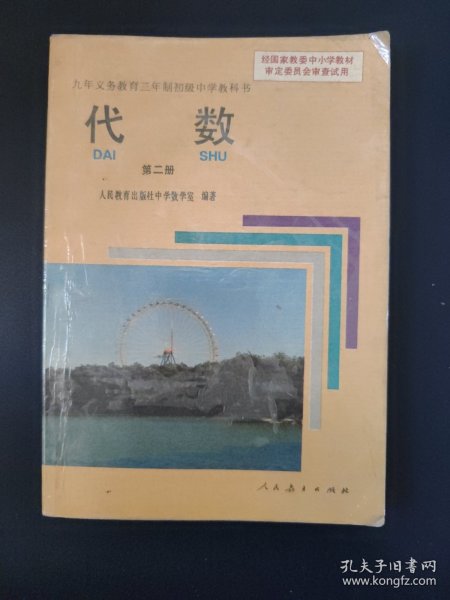 经国家教委中小学教材
审定委员会审查试用
九年义务教育三年制初级中学教科书
代 数
DAI SHU
第二册
人民教育出版社中学数学室 编著
人民教育出版社
孔夫子旧书网
www.kongfz.com